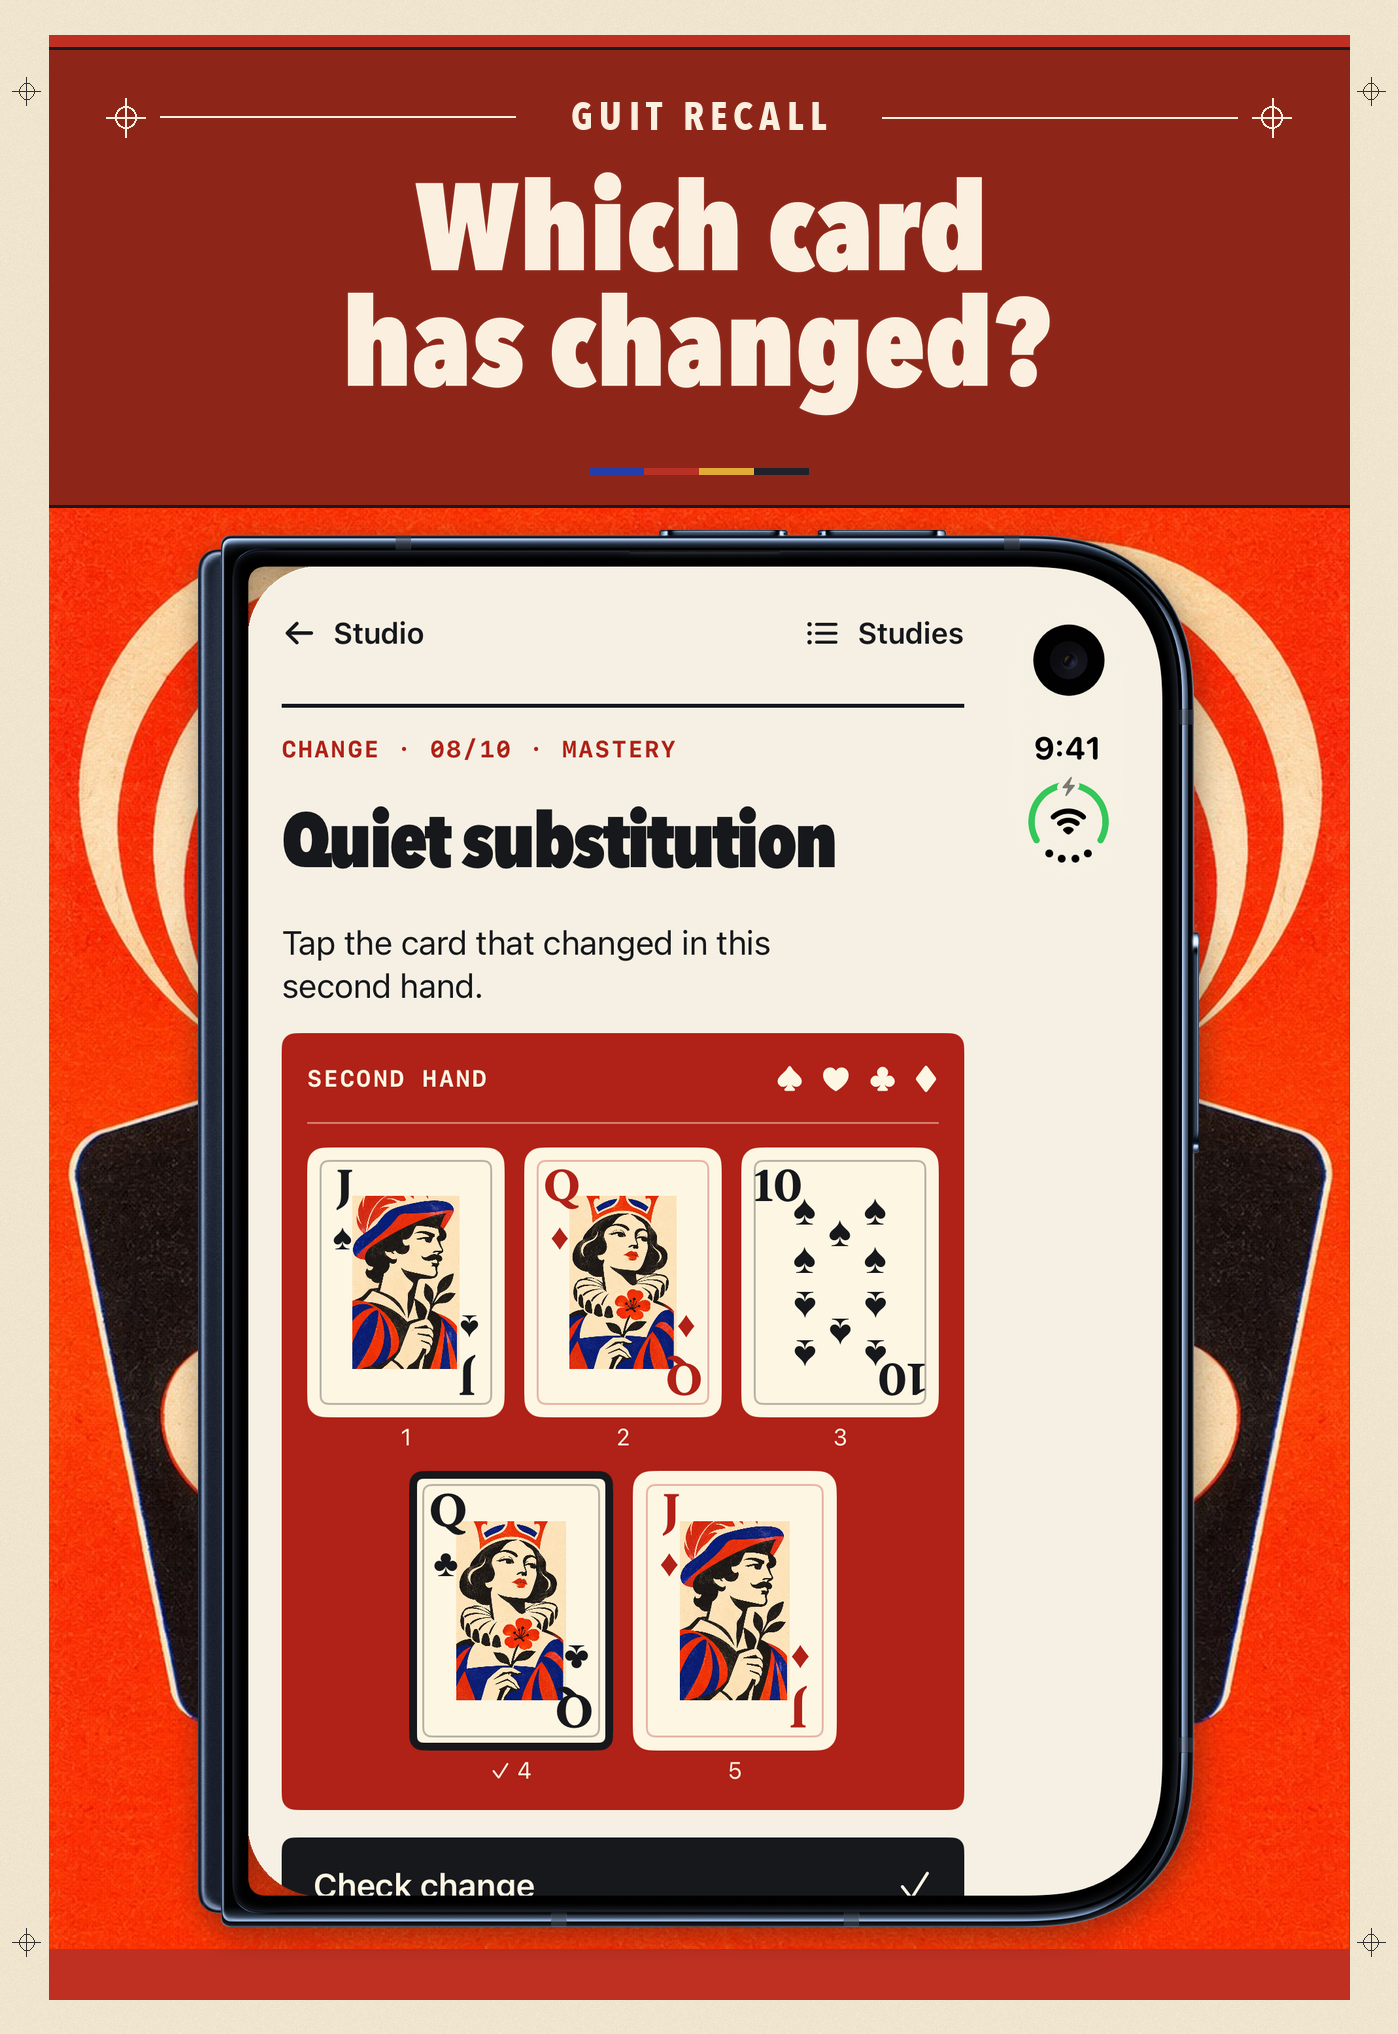 GUIT RECALL
Which card
has changed?
Studio
Studies
9:41
CHANGE · 08/10 · MASTERY
Quiet substitution
Tap the card that changed in this
second hand.
SECOND HAND
J
J
Q
Q
10
10
1
2
3
Q
Q
J
J
4
5
Check change